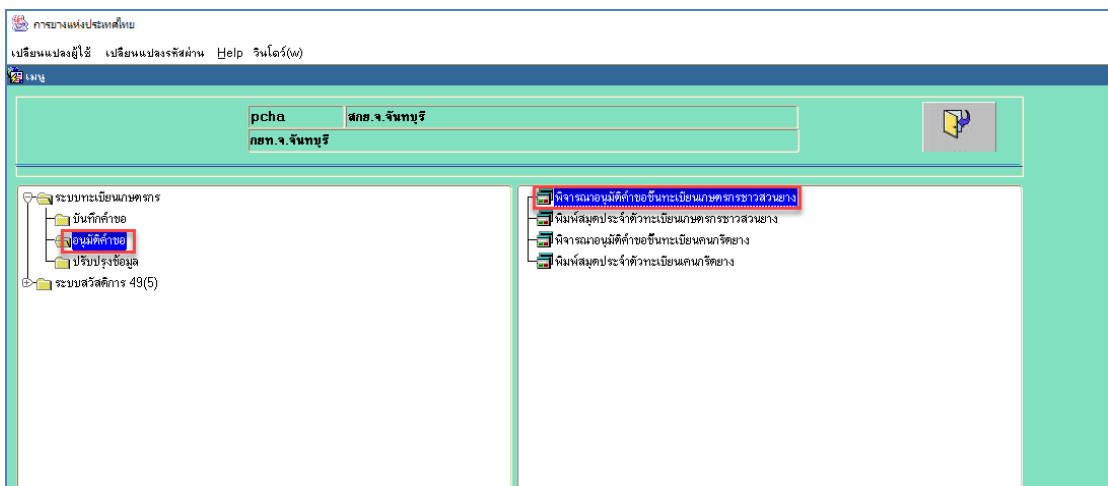 การยางแห่งประเทศไทย
เปลี่ยนแปลงผู้ใช้ เปลี่ยนแปลงรหัสผ่าน Help วินโดว์(w)
เมนู
pcha สกย.จ.จันทบุรี
กยท.จ.จันทบุรี
ระบบทะเบียนเกษตรกร
บันทึกคำขอ
อนุมัติคำขอ
ปรับปรุงข้อมูล
ระบบสวัสดิการ 49(5)
พิจารณาอนุมัติคำขอขึ้นทะเบียนเกษตรกรชาวสวนยาง
พิมพ์สมุดประจำตัวทะเบียนเกษตรกรชาวสวนยาง
พิจารณาอนุมัติคำขอขึ้นทะเบียนคนกรีดยาง
พิมพ์สมุดประจำตัวทะเบียนคนกรีดยาง